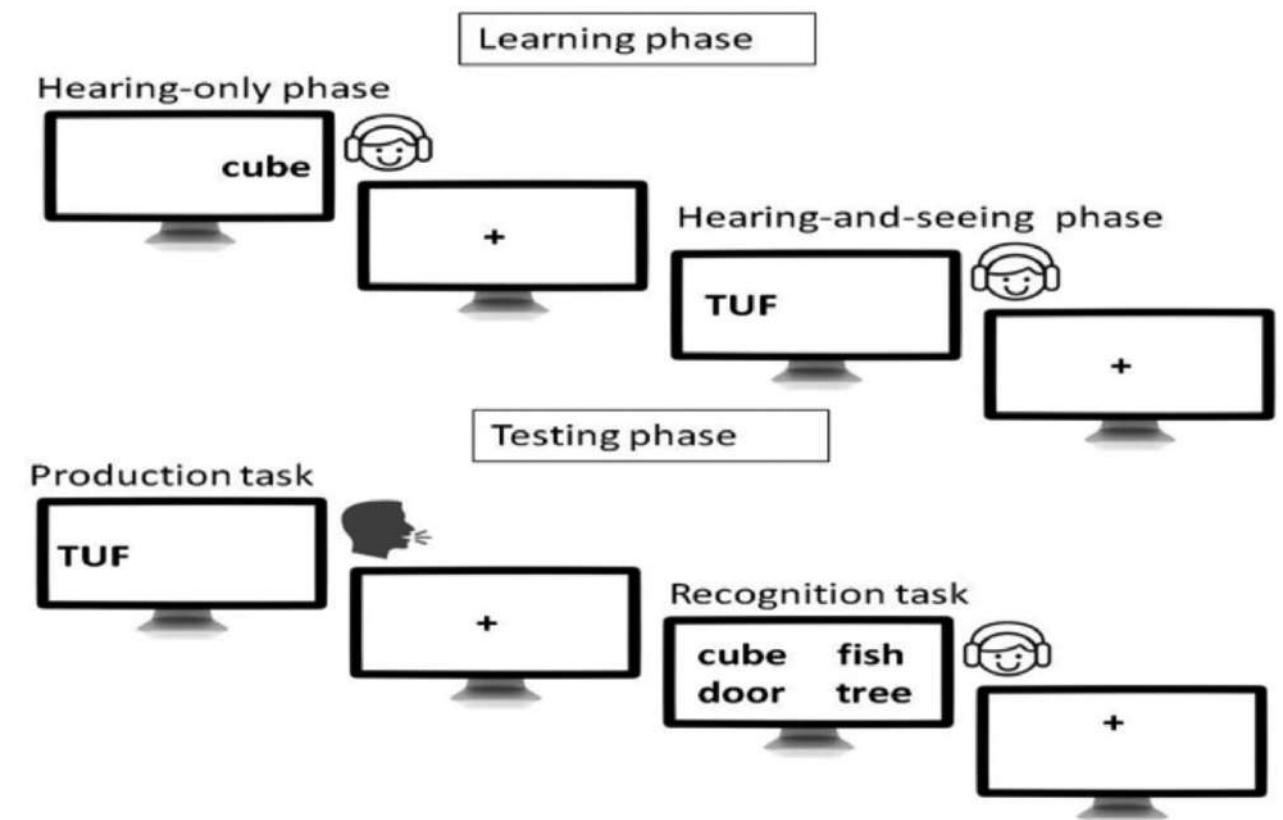 Learning phase
Hearing-only phase
cube
+
Hearing-and-seeing phase
TUF
+
Testing phase
Production task
TUF
+
Recognition task
cube fish
door tree
+